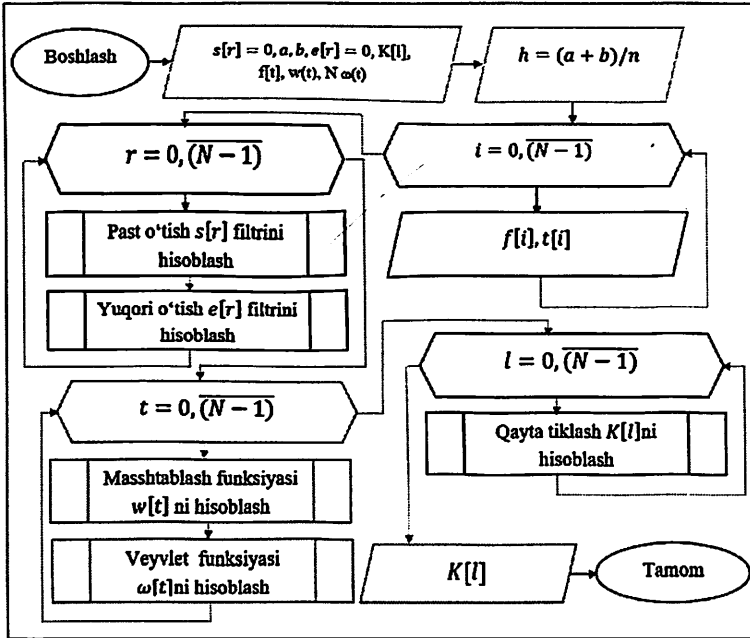 Boshlash
s[r] = 0, a, b, e[r] = 0, K[l],
f[t], w(t), N ω(t)
h = (a + b)/n
i = 0, (N − 1)
f[i], t[i]
r = 0, (N − 1)
Past o‘tish s[r] filtrini
hisoblash
Yuqori o‘tish e[r] filtrini
hisoblash
t = 0, (N − 1)
Masshtablash funksiyasi
w[t] ni hisoblash
Veyvlet funksiyasi
ω[t]ni hisoblash
l = 0, (N − 1)
Qayta tiklash K[l]ni
hisoblash
K[l]
Tamom